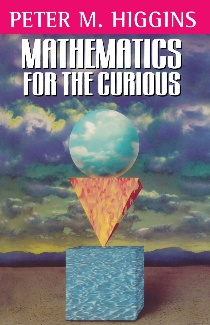 PETER M. HIGGINS
MATHEMATICS
FOR THE CURIOUS